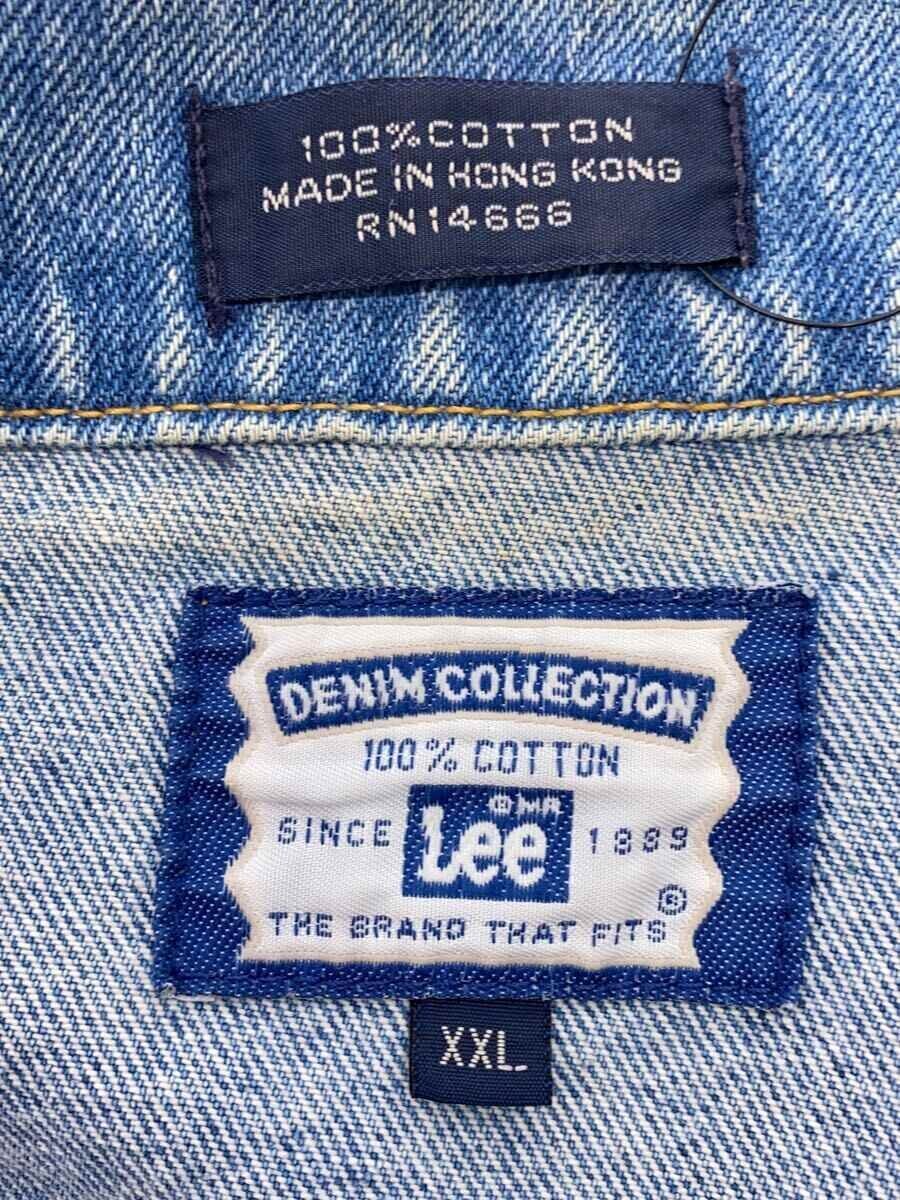 100%COTTON
MADE IN HONG KONG
RN14666
DENIM COLLECTION
100% COTTON
®MR
SINCE Lee 1889
THE BRAND THAT FITS®
XXL